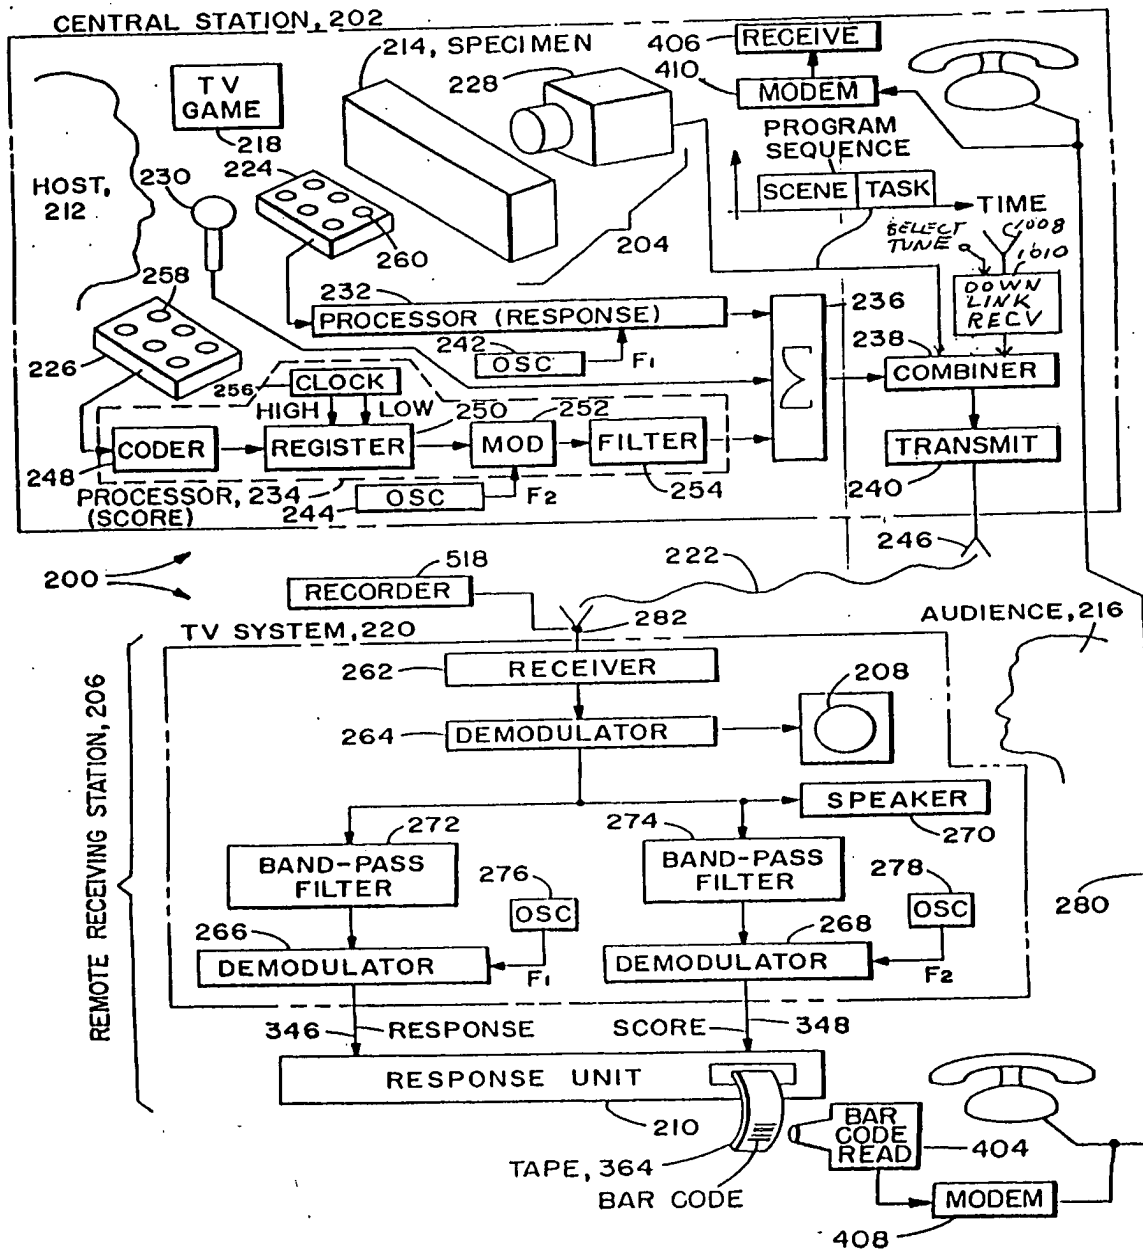 CENTRAL STATION, 202
214, SPECIMEN
406
RECEIVE
410
MODEM
TV
GAME
218
228
PROGRAM
SEQUENCE
SCENE
TASK
TIME
HOST,
212
230
224
260
204
SELECT
TUNE
1008
1010
DOWN
LINK
RECV
258
232
PROCESSOR (RESPONSE)
236
238
226
242
OSC
F1
COMBINER
256
CLOCK
HIGH
LOW
250
252
CODER
REGISTER
MOD
FILTER
TRANSMIT
248
PROCESSOR, 234
(SCORE)
244
OSC
F2
254
240
246
200
518
RECORDER
222
282
AUDIENCE, 216
TV SYSTEM, 220
262
RECEIVER
208
264
DEMODULATOR
REMOTE RECEIVING STATION, 206
272
274
SPEAKER
270
BAND-PASS
FILTER
BAND-PASS
FILTER
276
OSC
278
OSC
280
266
DEMODULATOR
F1
268
DEMODULATOR
F2
346
RESPONSE
SCORE
348
RESPONSE UNIT
210
BAR
CODE
READ
404
TAPE, 364
BAR CODE
MODEM
408